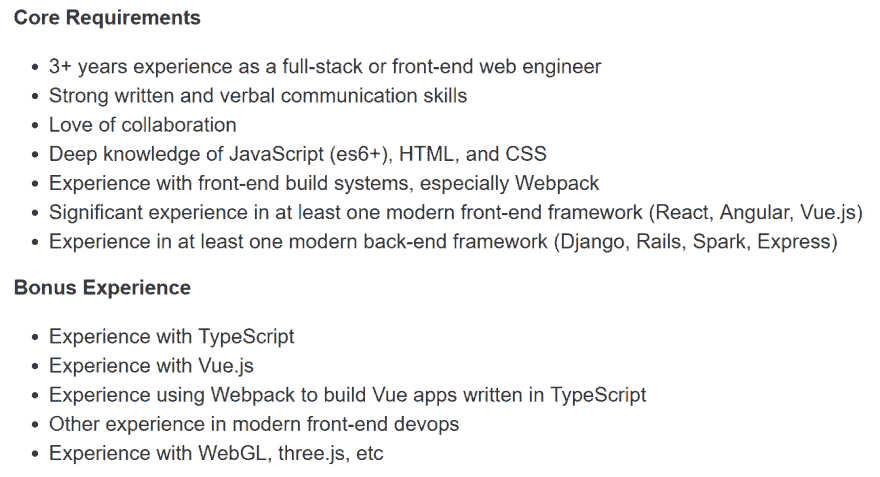 Core Requirements
• 3+ years experience as a full-stack or front-end web engineer
• Strong written and verbal communication skills
• Love of collaboration
• Deep knowledge of JavaScript (es6+), HTML, and CSS
• Experience with front-end build systems, especially Webpack
• Significant experience in at least one modern front-end framework (React, Angular, Vue.js)
• Experience in at least one modern back-end framework (Django, Rails, Spark, Express)
Bonus Experience
• Experience with TypeScript
• Experience with Vue.js
• Experience using Webpack to build Vue apps written in TypeScript
• Other experience in modern front-end devops
• Experience with WebGL, three.js, etc